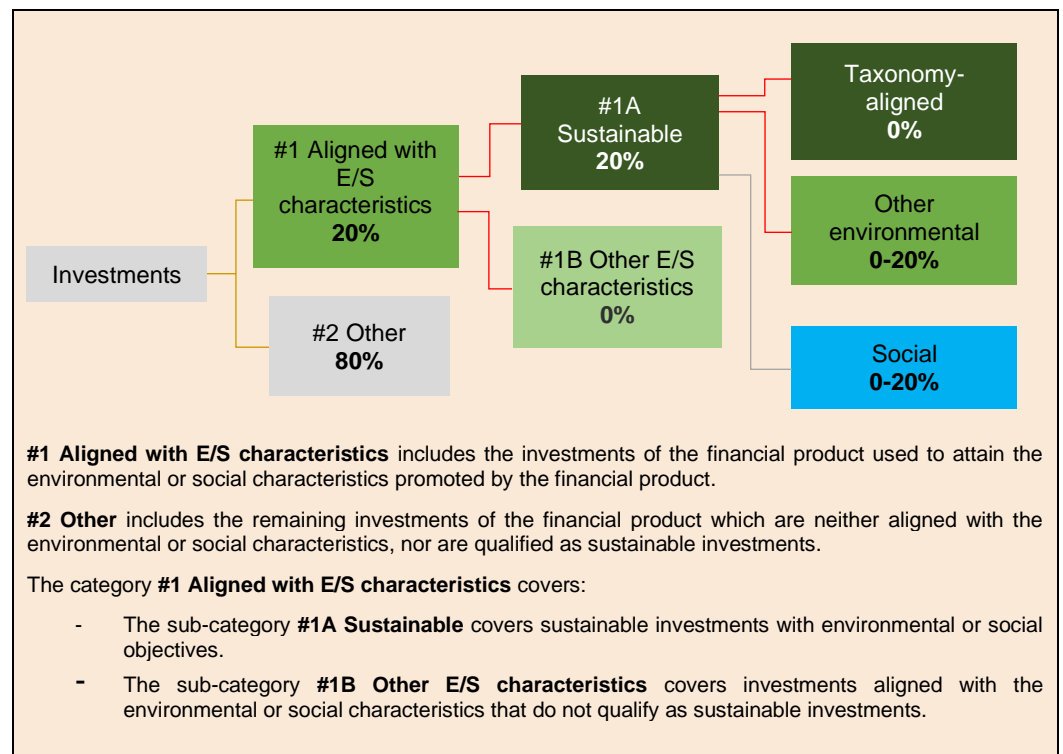 Investments
#1 Aligned with
E/S
characteristics
20%
#2 Other
80%
#1A
Sustainable
20%
#1B Other E/S
characteristics
0%
Taxonomy-
aligned
0%
Other
environmental
0-20%
Social
0-20%
#1 Aligned with E/S characteristics includes the investments of the financial product used to attain the
environmental or social characteristics promoted by the financial product.
#2 Other includes the remaining investments of the financial product which are neither aligned with the
environmental or social characteristics, nor are qualified as sustainable investments.
The category #1 Aligned with E/S characteristics covers:
- The sub-category #1A Sustainable covers sustainable investments with environmental or social
objectives.
- The sub-category #1B Other E/S characteristics covers investments aligned with the
environmental or social characteristics that do not qualify as sustainable investments.